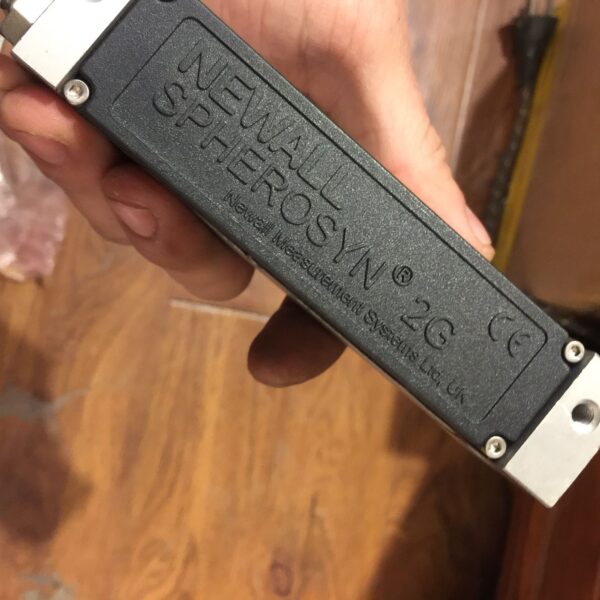 NEWALL
SPHEROSYN® 2G
Newall Measurement Systems Ltd, UK
CE